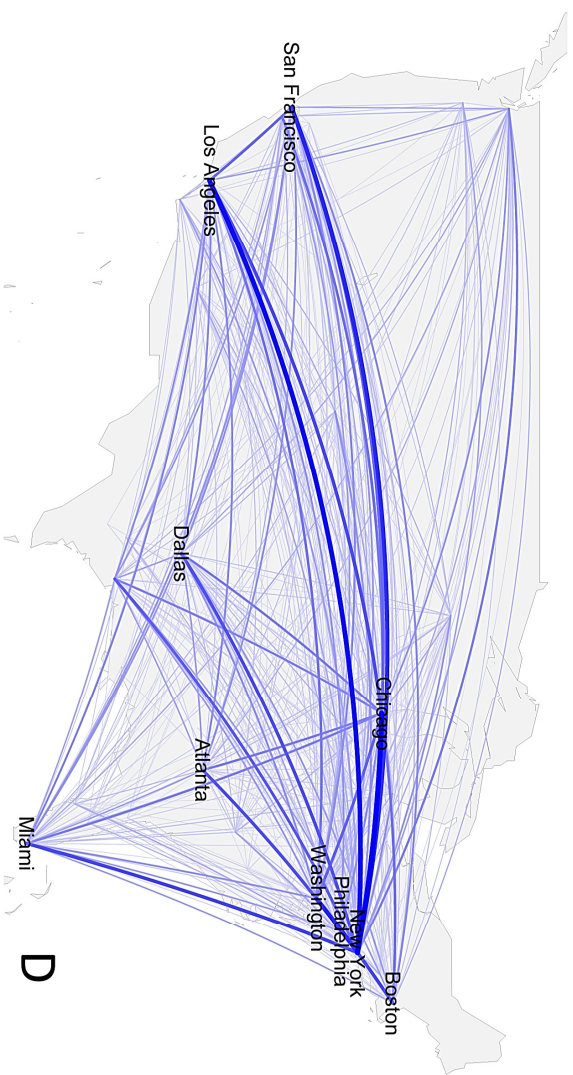 San Francisco
Los Angeles
Dallas
Chicago
Atlanta
Miami
Washington
Philadelphia
New York
Boston
D